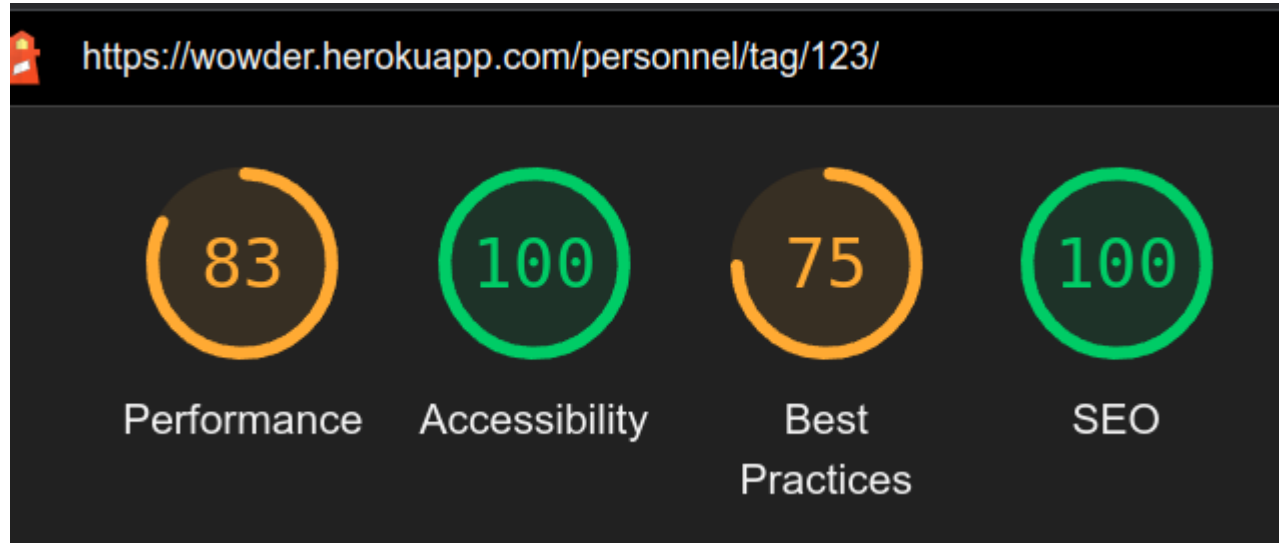 https://wowder.herokuapp.com/personnel/tag/123/
83
100
75
100
Performance
Accessibility
Best
Practices
SEO